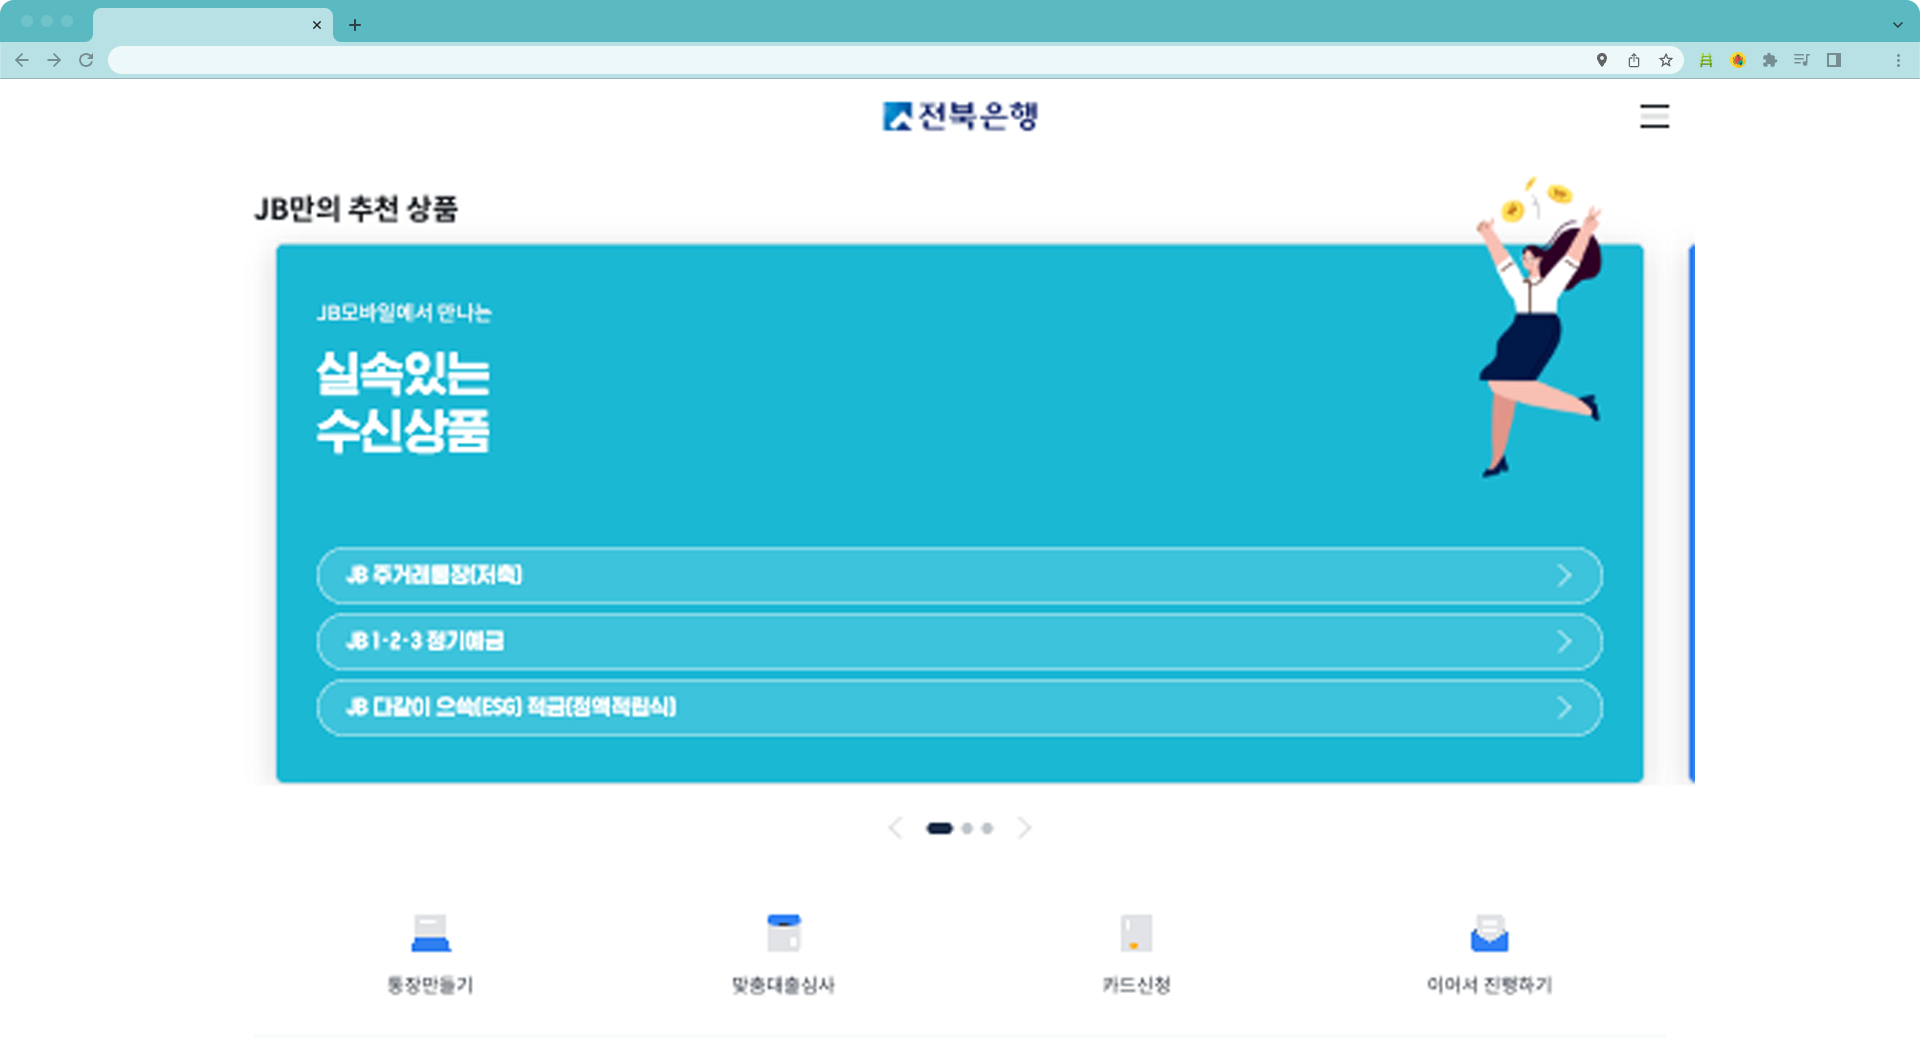 전북은행
JB만의 추천 상품
JB모바일에서 만나는
실속있는
수신상품
JB 주거래통장(저축)
JB 1·2·3 정기예금
JB 다같이 으쓱(ESG) 적금(정액적립식)
통장만들기
맞춤대출심사
카드신청
이어서 진행하기